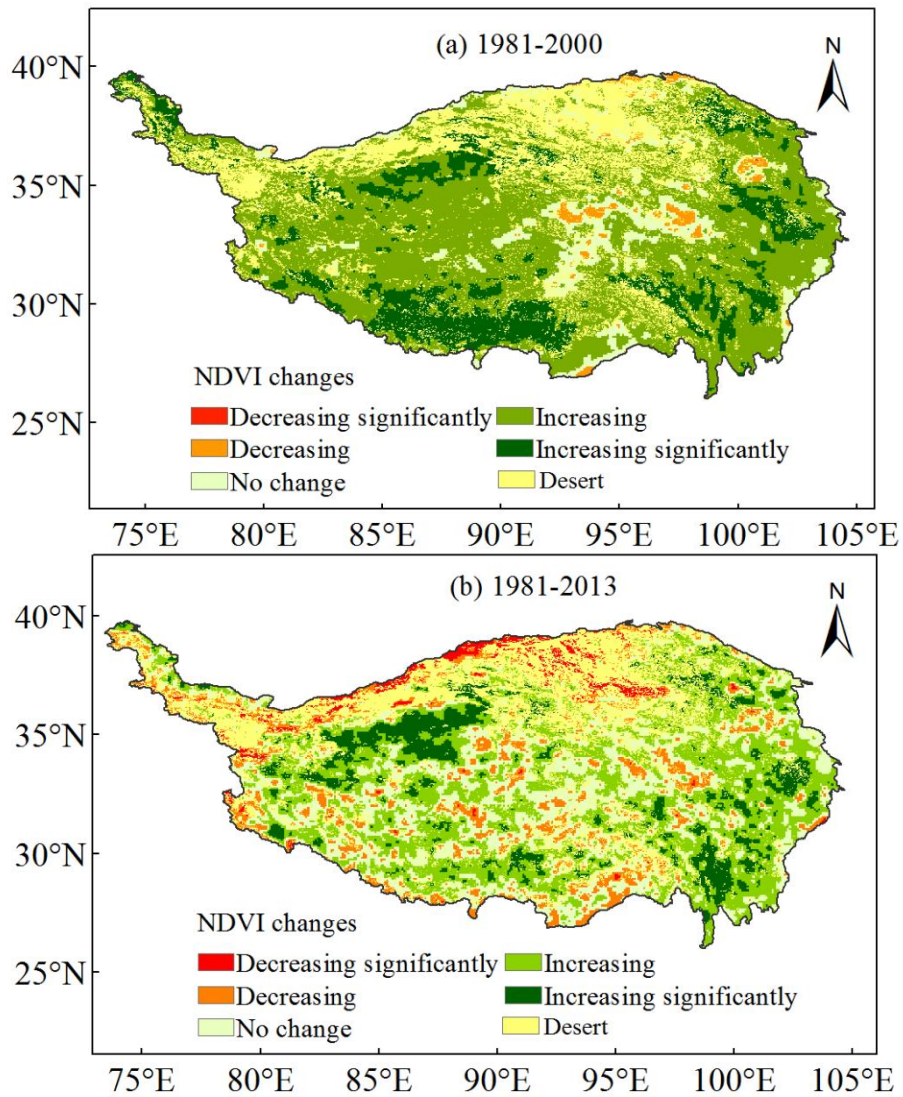 (a) 1981-2000
N
40°N
35°N
30°N
25°N
NDVI changes
Decreasing significantly
Increasing
Decreasing
Increasing significantly
No change
Desert
75°E 80°E 85°E 90°E 95°E 100°E 105°E
(b) 1981-2013
N
40°N
35°N
30°N
25°N
NDVI changes
Decreasing significantly
Increasing
Decreasing
Increasing significantly
No change
Desert
75°E 80°E 85°E 90°E 95°E 100°E 105°E